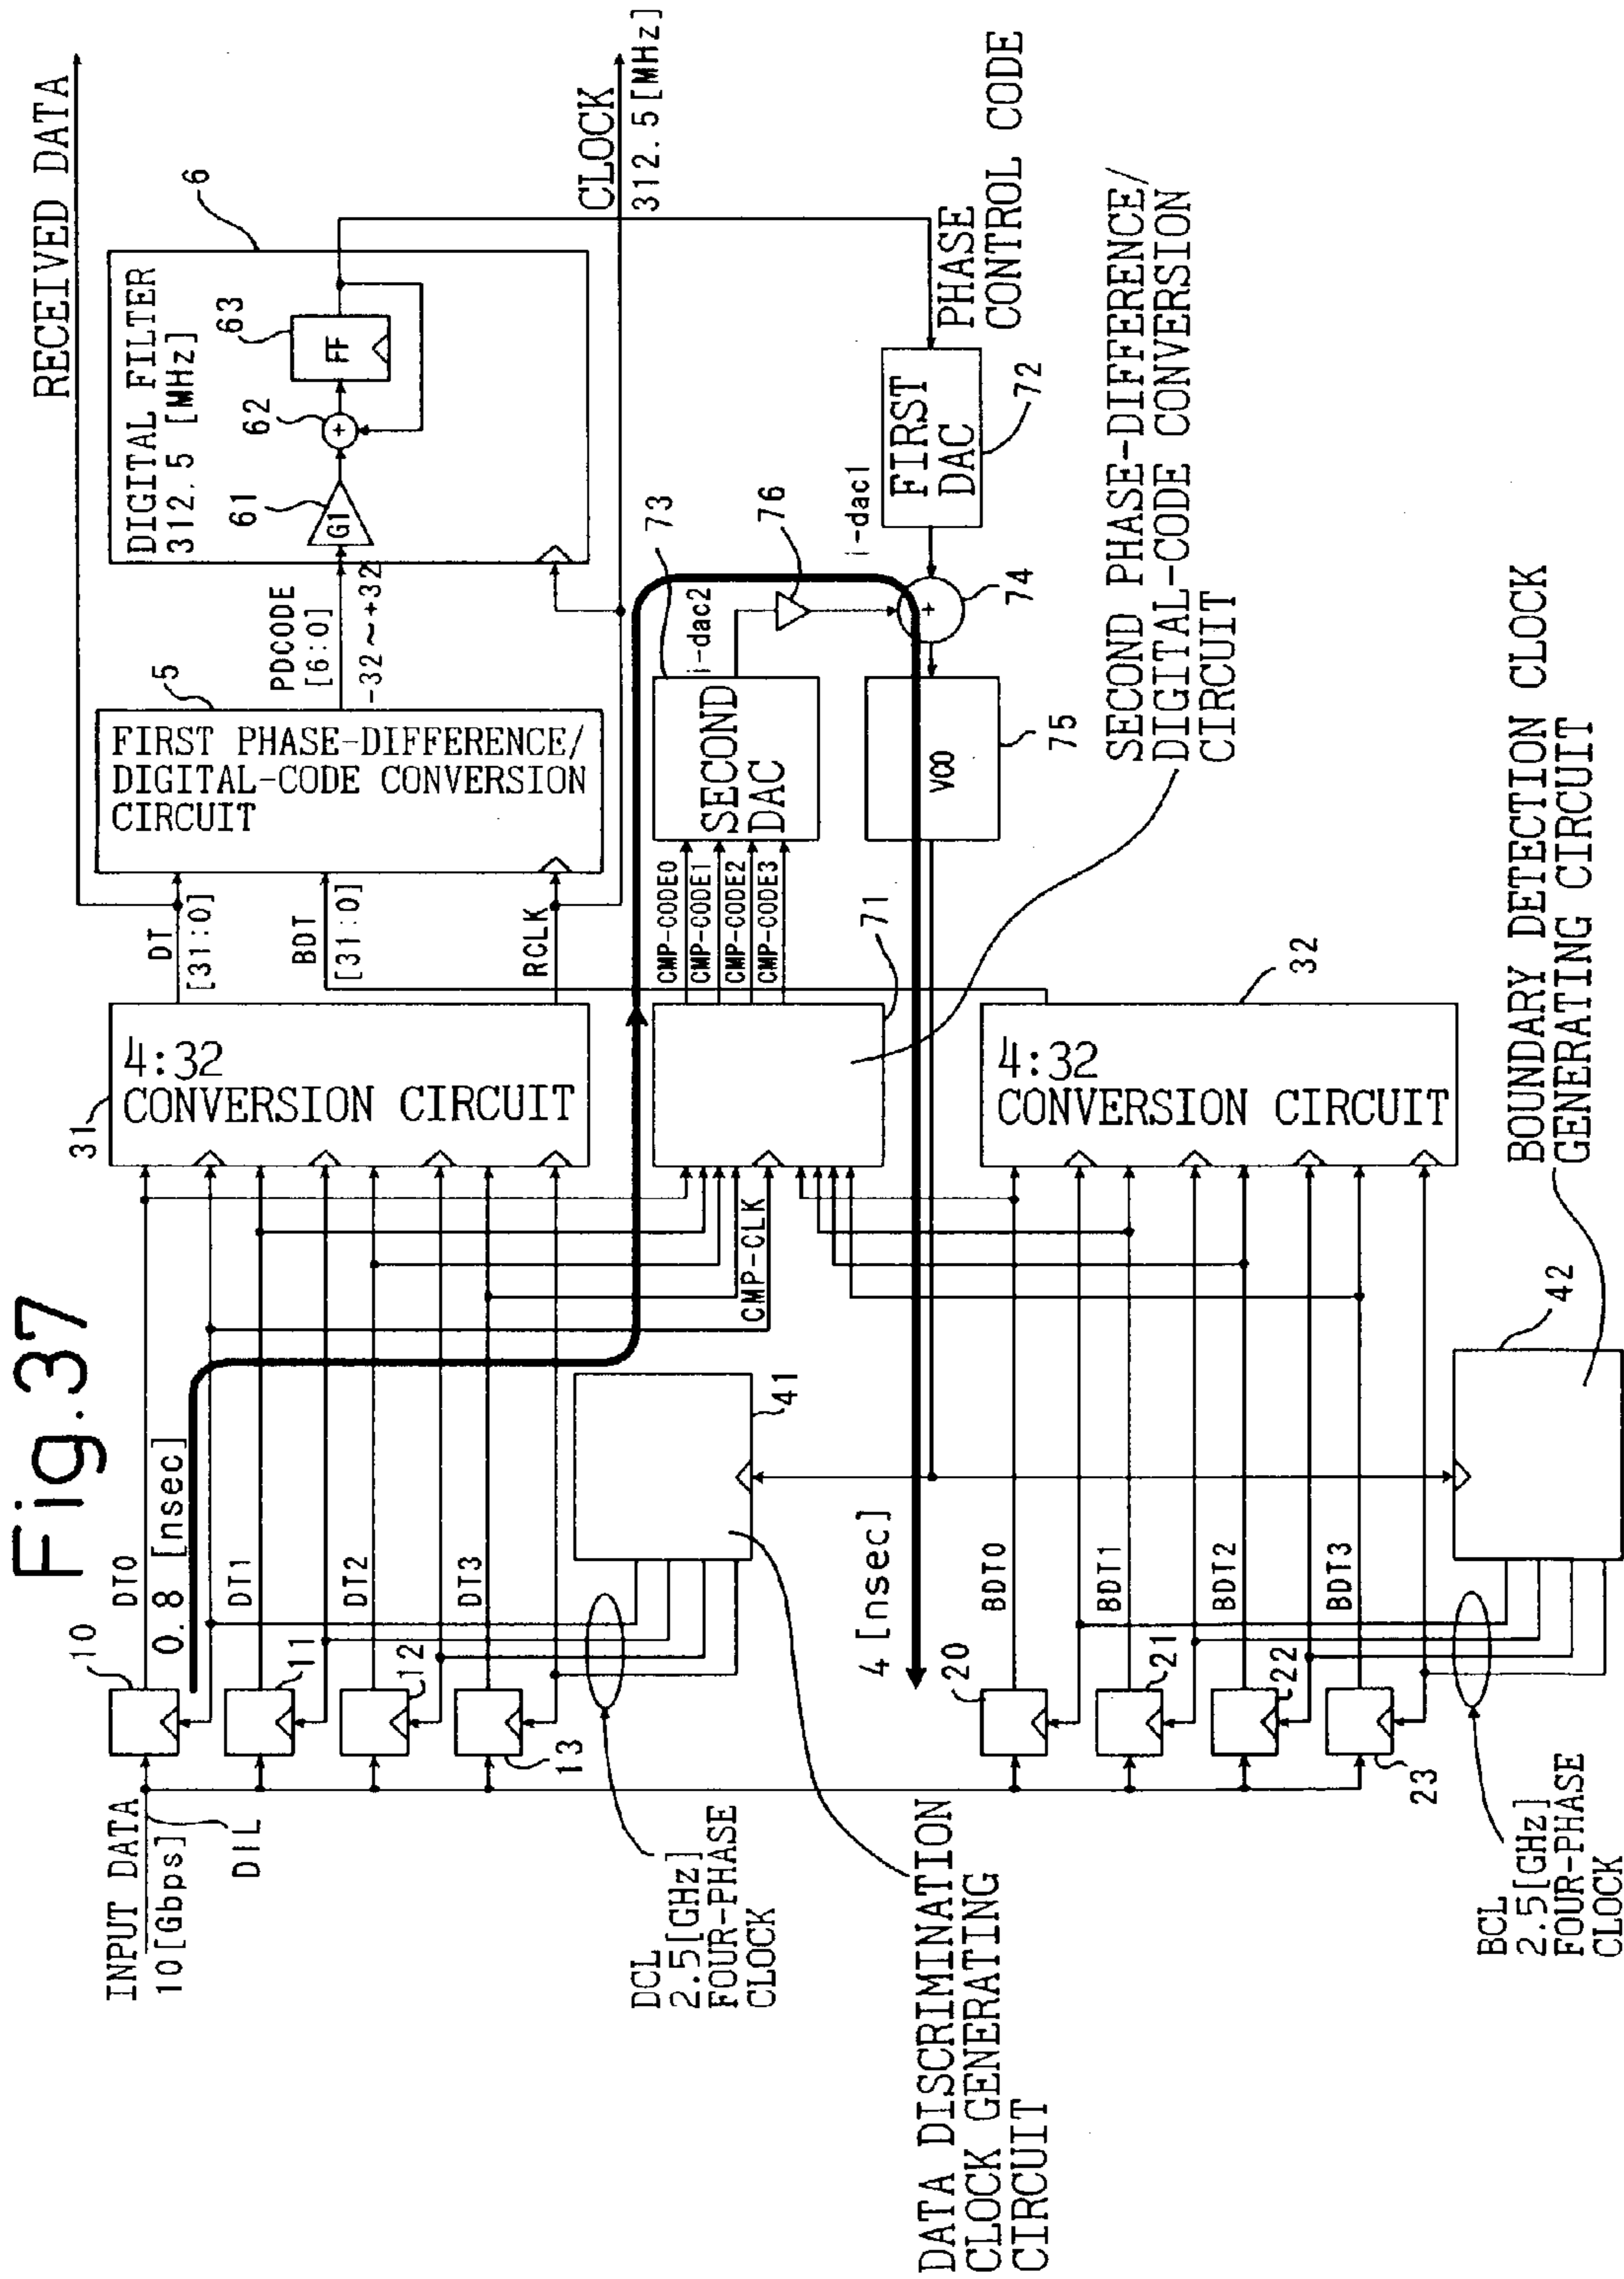 Fig.37
RECEIVED DATA
CLOCK
312.5[MHz]
6
DIGITAL FILTER
312.5 [MHz]
61
62
63
G1
+
FF
PHASE
CONTROL CODE
PDCODE
[6:0]
-32~+32
5
FIRST PHASE-DIFFERENCE/
DIGITAL-CODE CONVERSION
CIRCUIT
DT
[31:0]
BDT
[31:0]
RCLK
73
SECOND
DAC
i-dac2
76
i-dac1
FIRST
DAC
72
+
74
VCO
75
CMP-CODE0
CMP-CODE1
CMP-CODE2
CMP-CODE3
71
SECOND PHASE-DIFFERENCE/
DIGITAL-CODE CONVERSION
CIRCUIT
31
4:32
CONVERSION CIRCUIT
32
4:32
CONVERSION CIRCUIT
CMP-CLK
BOUNDARY DETECTION CLOCK
GENERATING CIRCUIT
42
41
DT0
0.8 [nsec]
DT1
DT2
DT3
4 [nsec]
BDT0
BDT1
BDT2
BDT3
10
11
12
13
20
21
22
23
INPUT DATA
10[Gbps]
DIL
DCL
2.5[GHz]
FOUR-PHASE
CLOCK
DATA DISCRIMINATION
CLOCK GENERATING
CIRCUIT
BCL
2.5[GHz]
FOUR-PHASE
CLOCK